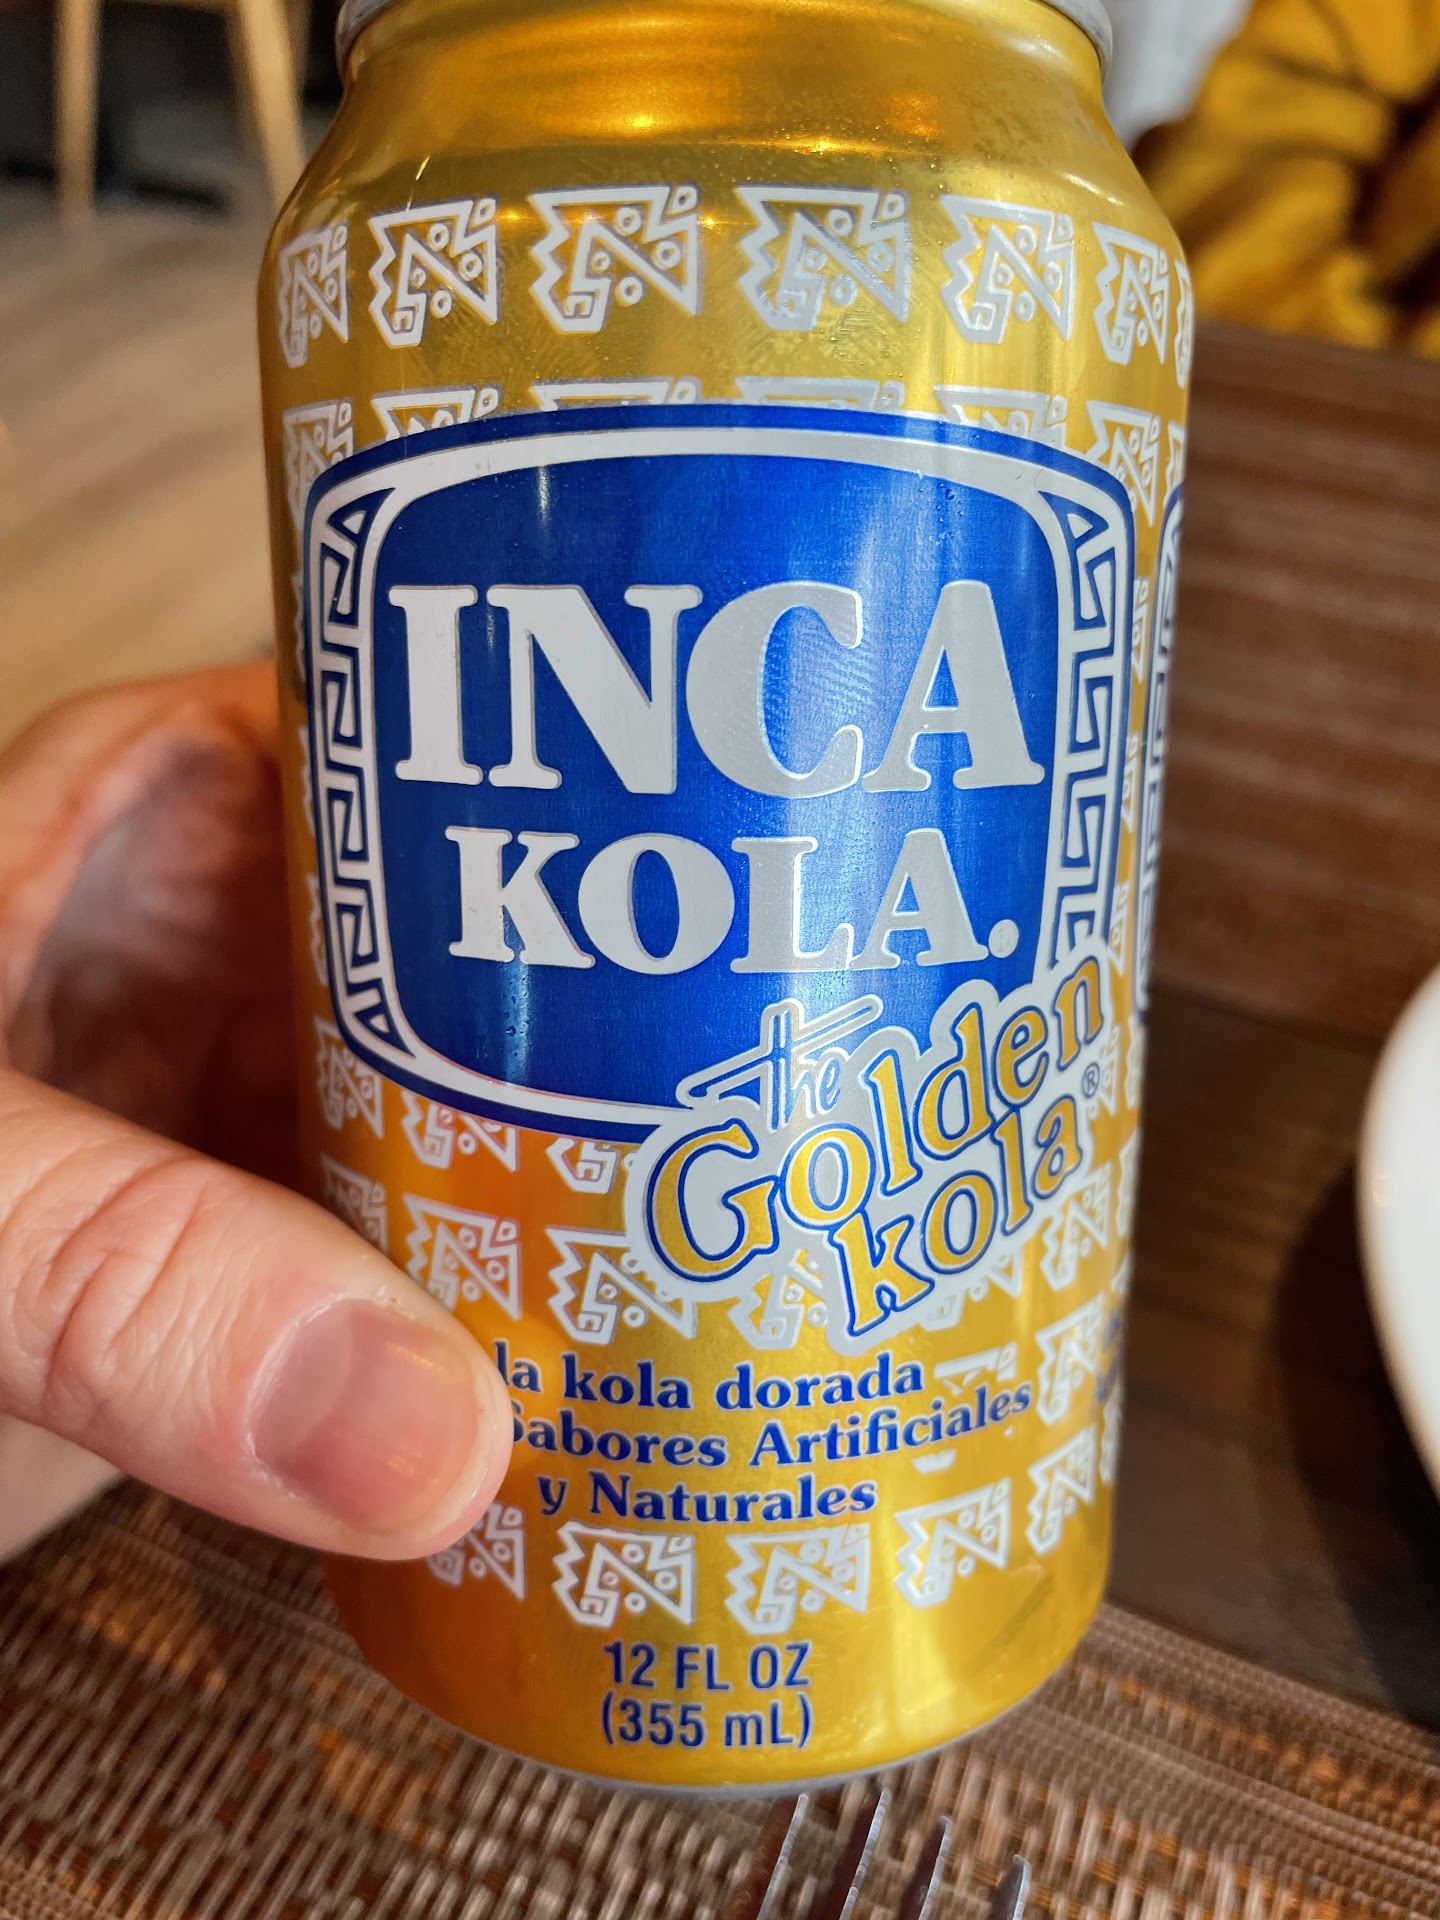 INCA
KOLA.
the
Golden
kola®
la kola dorada
Sabores Artificiales
y Naturales
12 FL OZ
(355 mL)